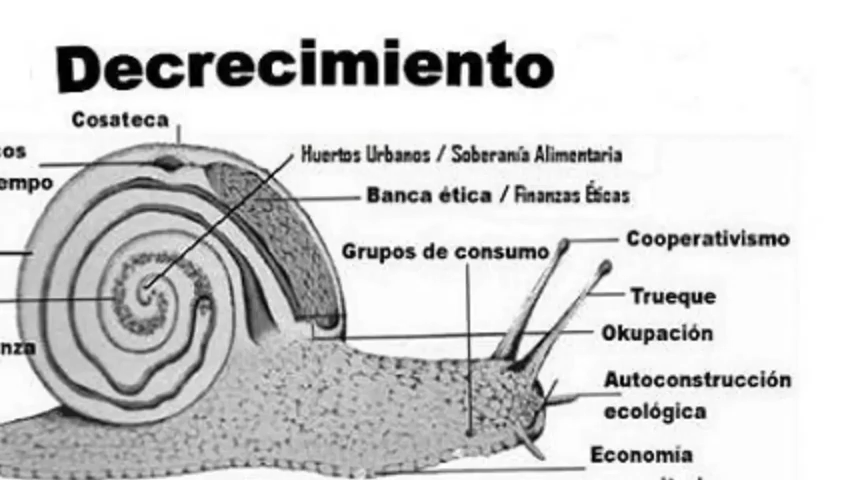 Decrecimiento
Cosateca
Huertos Urbanos / Soberanía Alimentaria
Banca ética / Finanzas Éticas
Grupos de consumo
Cooperativismo
Trueque
Okupación
Autoconstrucción
ecológica
Economía